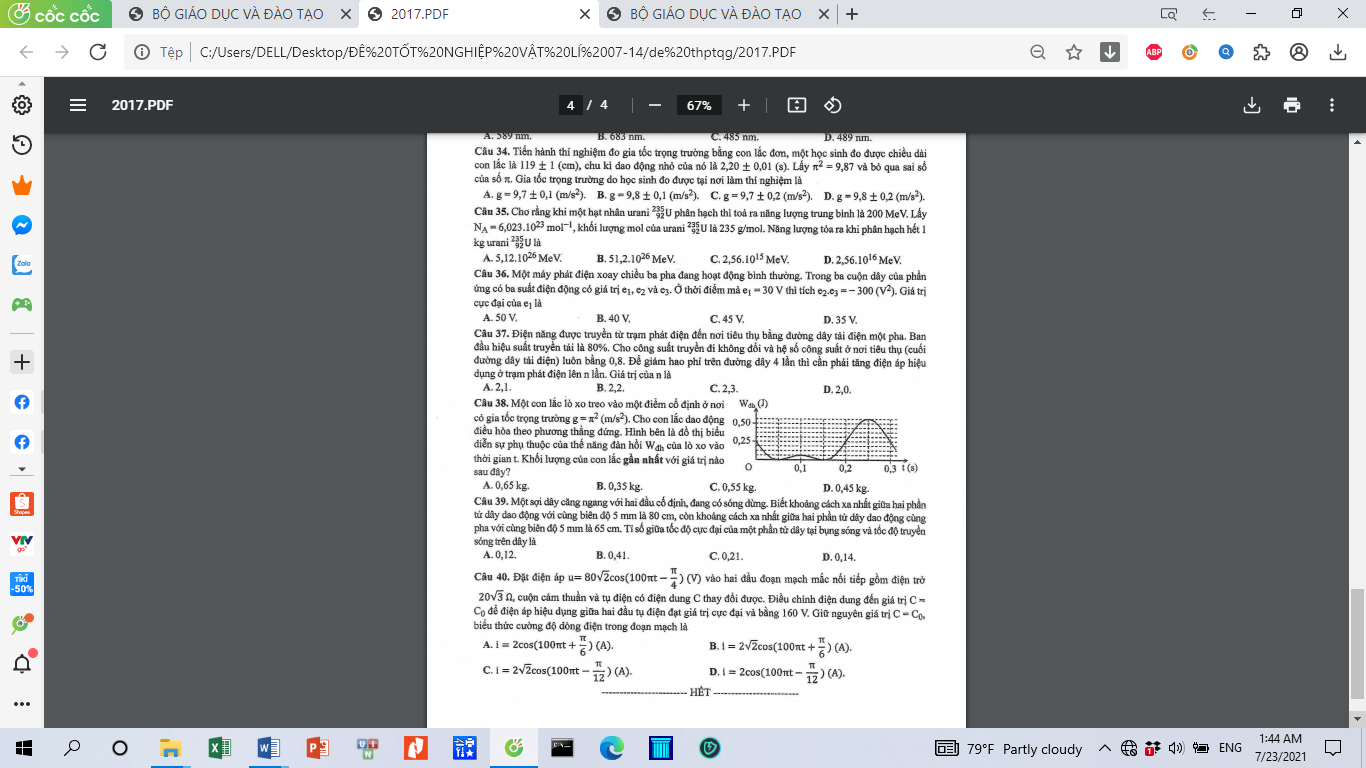 cốc cốc
BỘ GIÁO DỤC VÀ ĐÀO TẠO
2017.PDF
BỘ GIÁO DỤC VÀ ĐÀO TẠO
Tệp | C:/Users/DELL/Desktop/ĐỀ%20TỐT%20NGHIỆP%20VẬT%20LÍ%2007-14/de%20thptqg/2017.PDF
ABP
2017.PDF
4 / 4
67%
A. 589 nm. B. 683 nm. C. 485 nm. D. 489 nm.
Câu 34. Tiến hành thí nghiệm đo gia tốc trọng trường bằng con lắc đơn, một học sinh đo được chiều dài
con lắc là 119 ± 1 (cm), chu kì dao động nhỏ của nó là 2,20 ± 0,01 (s). Lấy π² = 9,87 và bỏ qua sai số
của số π. Gia tốc trọng trường do học sinh đo được tại nơi làm thí nghiệm là
A. g = 9,7 ± 0,1 (m/s²). B. g = 9,8 ± 0,1 (m/s²). C. g = 9,7 ± 0,2 (m/s²). D. g = 9,8 ± 0,2 (m/s²).
Câu 35. Cho rằng khi một hạt nhân urani ²³⁵₉₂U phân hạch thì toả ra năng lượng trung bình là 200 MeV. Lấy
N_A = 6,023.10²³ mol⁻¹, khối lượng mol của urani ²³⁵₉₂U là 235 g/mol. Năng lượng tỏa ra khi phân hạch hết 1
kg urani ²³⁵₉₂U là
A. 5,12.10²⁶ MeV. B. 51,2.10²⁶ MeV. C. 2,56.10¹⁵ MeV. D. 2,56.10¹⁶ MeV.
Câu 36. Một máy phát điện xoay chiều ba pha đang hoạt động bình thường. Trong ba cuộn dây của phần
ứng có ba suất điện động có giá trị e₁, e₂ và e₃. Ở thời điểm mà e₁ = 30 V thì tích e₂.e₃ = − 300 (V²). Giá trị
cực đại của e₁ là
A. 50 V. B. 40 V. C. 45 V. D. 35 V.
Câu 37. Điện năng được truyền từ trạm phát điện đến nơi tiêu thụ bằng đường dây tải điện một pha. Ban
đầu hiệu suất truyền tải là 80%. Cho công suất truyền đi không đổi và hệ số công suất ở nơi tiêu thụ (cuối
đường dây tải điện) luôn bằng 0,8. Để giảm hao phí trên đường dây 4 lần thì cần phải tăng điện áp hiệu
dụng ở trạm phát điện lên n lần. Giá trị của n là
A. 2,1. B. 2,2. C. 2,3. D. 2,0.
Câu 38. Một con lắc lò xo treo vào một điểm cố định ở nơi
có gia tốc trọng trường g = π² (m/s²). Cho con lắc dao động
điều hòa theo phương thẳng đứng. Hình bên là đồ thị biểu
diễn sự phụ thuộc của thế năng đàn hồi Wđh của lò xo vào
thời gian t. Khối lượng của con lắc gần nhất với giá trị nào
sau đây?
Wđh (J)
0,50
0,25
O 0,1 0,2 0,3 t (s)
A. 0,65 kg. B. 0,35 kg. C. 0,55 kg. D. 0,45 kg.
Câu 39. Một sợi dây căng ngang với hai đầu cố định, đang có sóng dừng. Biết khoảng cách xa nhất giữa hai phần
tử dây dao động với cùng biên độ 5 mm là 80 cm, còn khoảng cách xa nhất giữa hai phần tử dây dao động cùng
pha với cùng biên độ 5 mm là 65 cm. Tỉ số giữa tốc độ cực đại của một phần tử dây tại bụng sóng và tốc độ truyền
sóng trên dây là
A. 0,12. B. 0,41. C. 0,21. D. 0,14.
Câu 40. Đặt điện áp u= 80√2cos(100πt − π/4) (V) vào hai đầu đoạn mạch mắc nối tiếp gồm điện trở
20√3 Ω, cuộn cảm thuần và tụ điện có điện dung C thay đổi được. Điều chỉnh điện dung đến giá trị C =
C₀ để điện áp hiệu dụng giữa hai đầu tụ điện đạt giá trị cực đại và bằng 160 V. Giữ nguyên giá trị C = C₀,
biểu thức cường độ dòng điện trong đoạn mạch là
A. i = 2cos(100πt + π/6) (A). B. i = 2√2cos(100πt + π/6) (A).
C. i = 2√2cos(100πt − π/12) (A). D. i = 2cos(100πt − π/12) (A).
------------------------ HẾT ------------------------
Zalo
Shopee
VTV
go
TIKI
-50%
79°F Partly cloudy
ENG
1:44 AM
7/23/2021